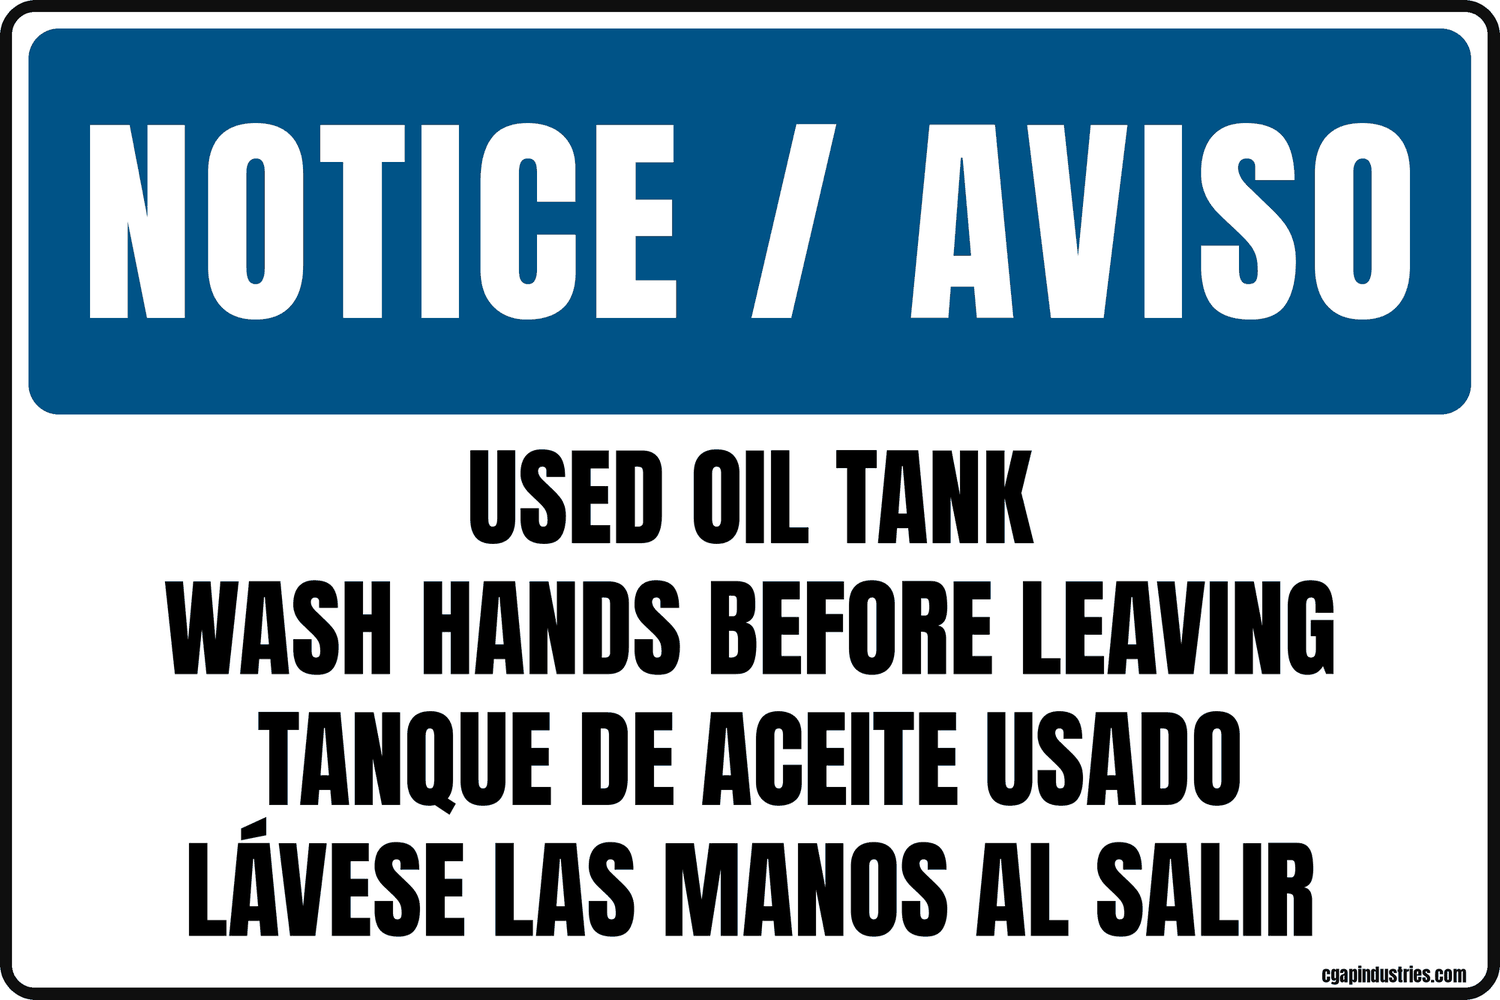 NOTICE / AVISO
USED OIL TANK
WASH HANDS BEFORE LEAVING
TANQUE DE ACEITE USADO
LÁVESE LAS MANOS AL SALIR
cgapindustries.com